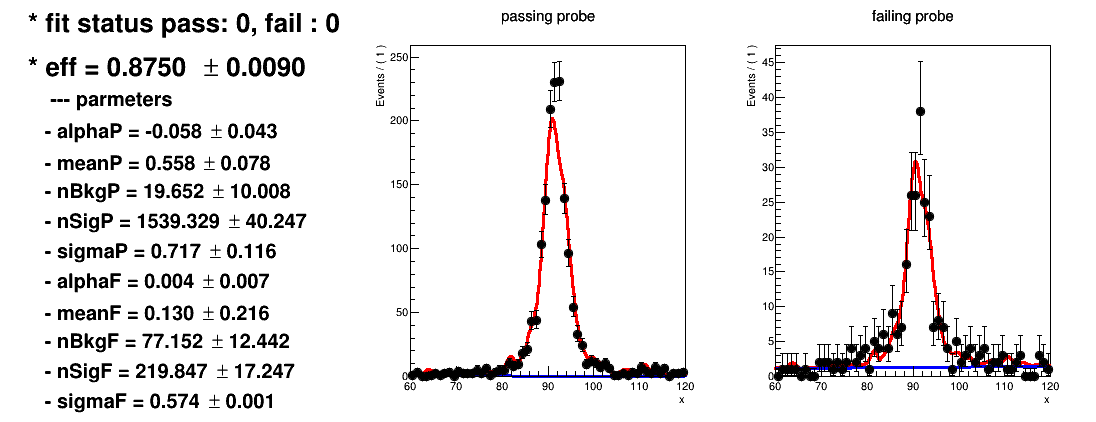 * fit status pass: 0, fail : 0
* eff = 0.8750 ± 0.0090
--- parmeters
- alphaP = -0.058 ± 0.043
- meanP = 0.558 ± 0.078
- nBkgP = 19.652 ± 10.008
- nSigP = 1539.329 ± 40.247
- sigmaP = 0.717 ± 0.116
- alphaF = 0.004 ± 0.007
- meanF = 0.130 ± 0.216
- nBkgF = 77.152 ± 12.442
- nSigF = 219.847 ± 17.247
- sigmaF = 0.574 ± 0.001
passing probe
Events / ( 1 )
250
200
150
100
50
0
60 70 80 90 100 110 120
x
failing probe
Events / ( 1 )
45
40
35
30
25
20
15
10
5
0
60 70 80 90 100 110 120
x